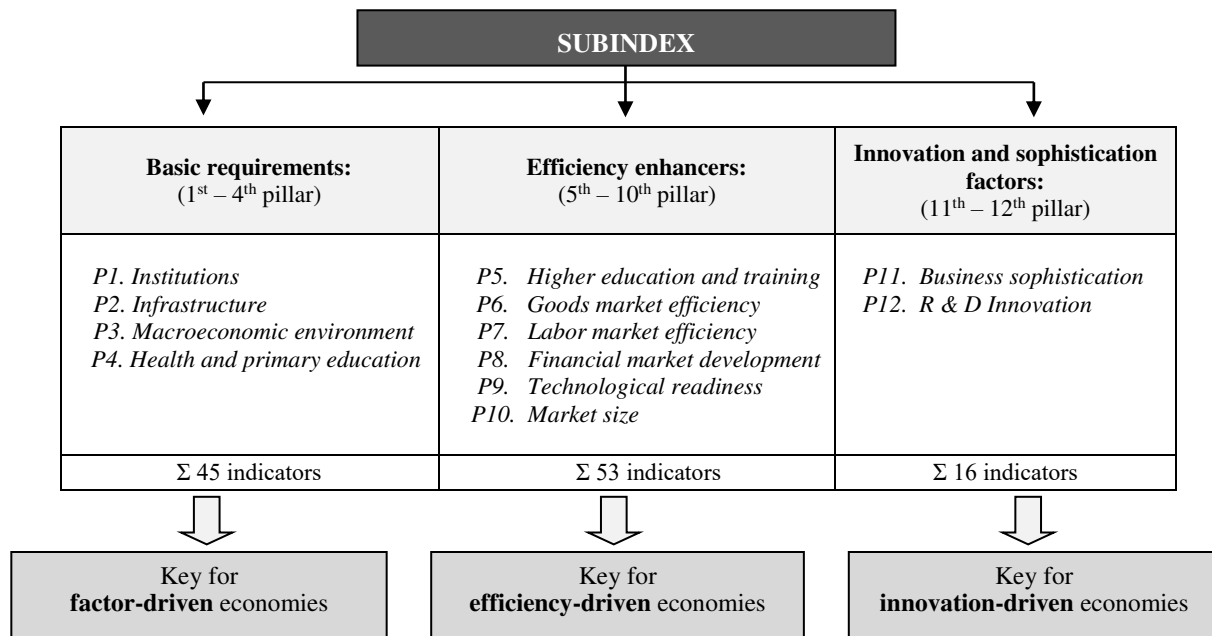 SUBINDEX
Basic requirements:
(1st – 4th pillar)
Efficiency enhancers:
(5th – 10th pillar)
Innovation and sophistication
factors:
(11th – 12th pillar)
P1. Institutions
P2. Infrastructure
P3. Macroeconomic environment
P4. Health and primary education
P5. Higher education and training
P6. Goods market efficiency
P7. Labor market efficiency
P8. Financial market development
P9. Technological readiness
P10. Market size
P11. Business sophistication
P12. R & D Innovation
Σ 45 indicators
Σ 53 indicators
Σ 16 indicators
Key for
factor-driven economies
Key for
efficiency-driven economies
Key for
innovation-driven economies